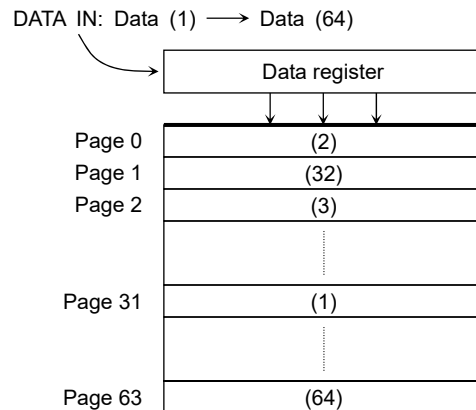 DATA IN: Data (1) → Data (64)
Data register
Page 0 (2)
Page 1 (32)
Page 2 (3)
Page 31 (1)
Page 63 (64)